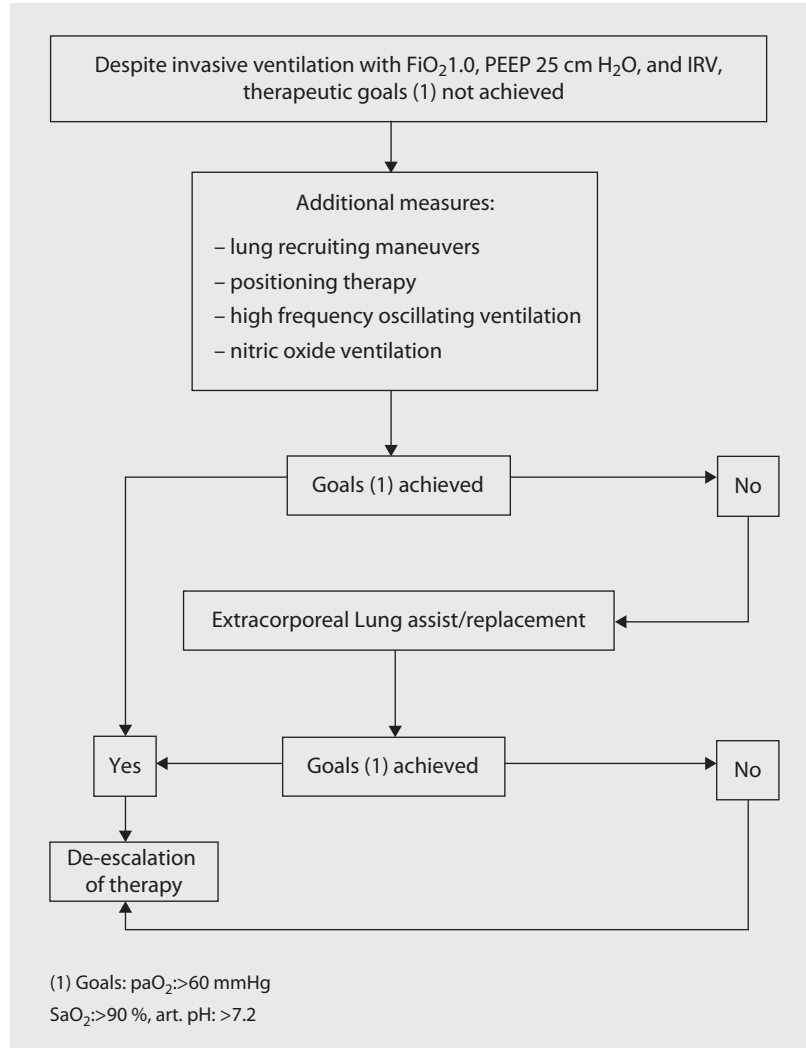 Despite invasive ventilation with FiO₂1.0, PEEP 25 cm H₂O, and IRV,
therapeutic goals (1) not achieved
Additional measures:
– lung recruiting maneuvers
– positioning therapy
– high frequency oscillating ventilation
– nitric oxide ventilation
Goals (1) achieved
No
Extracorporeal Lung assist/replacement
Yes
Goals (1) achieved
No
De-escalation
of therapy
(1) Goals: paO₂:>60 mmHg
SaO₂:>90 %, art. pH: >7.2